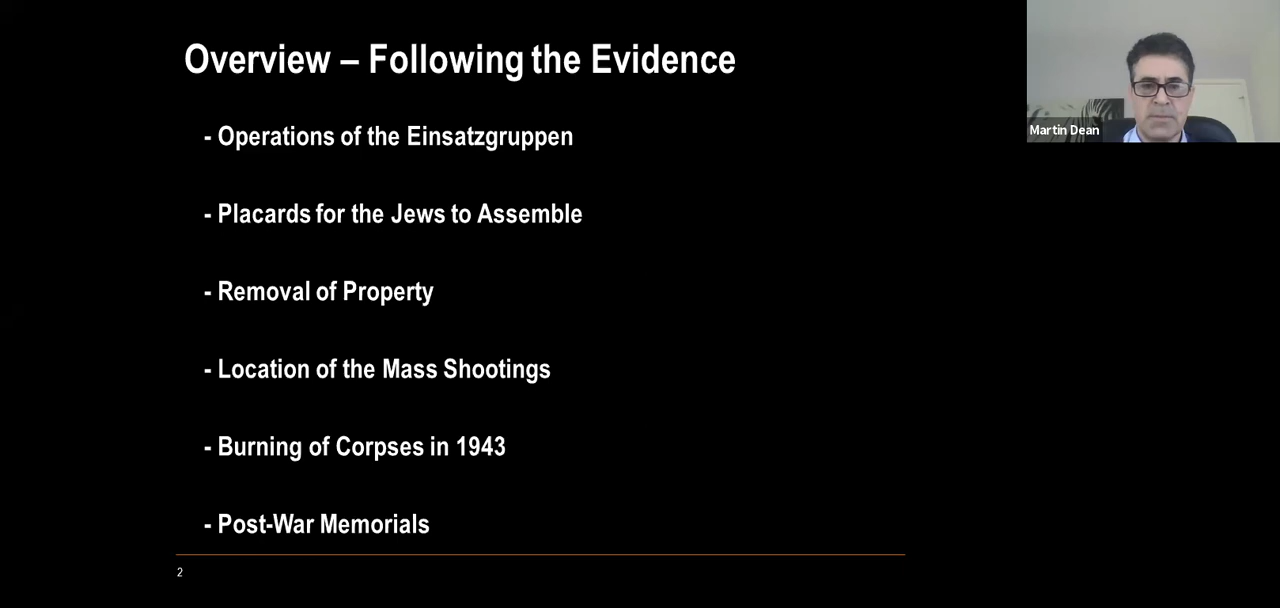 Overview – Following the Evidence
- Operations of the Einsatzgruppen
- Placards for the Jews to Assemble
- Removal of Property
- Location of the Mass Shootings
- Burning of Corpses in 1943
- Post-War Memorials
2
Martin Dean